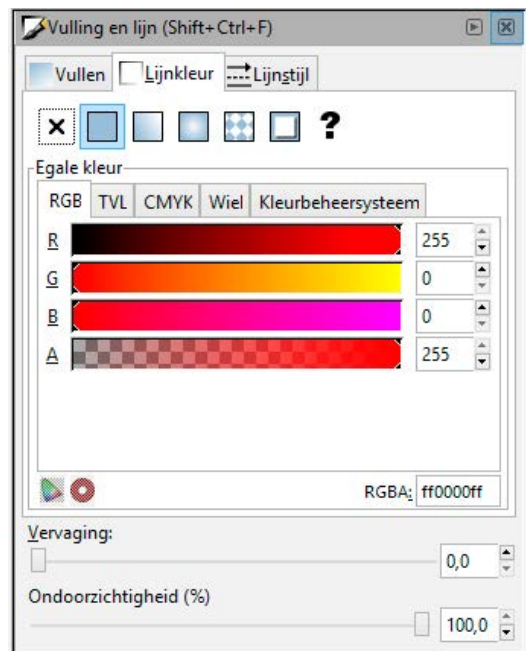 Vulling en lijn (Shift+Ctrl+F)
Vullen Lijnkleur Lijnstijl
?
Egale kleur
RGB TVL CMYK Wiel Kleurbeheersysteem
R 255
G 0
B 0
A 255
RGBA: ff0000ff
Vervaging:
0,0
Ondoorzichtigheid (%)
100,0